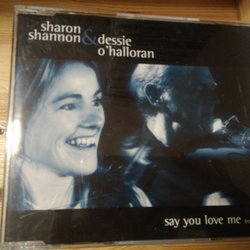 sharon
shannon & dessie
o'halloran
say you love me